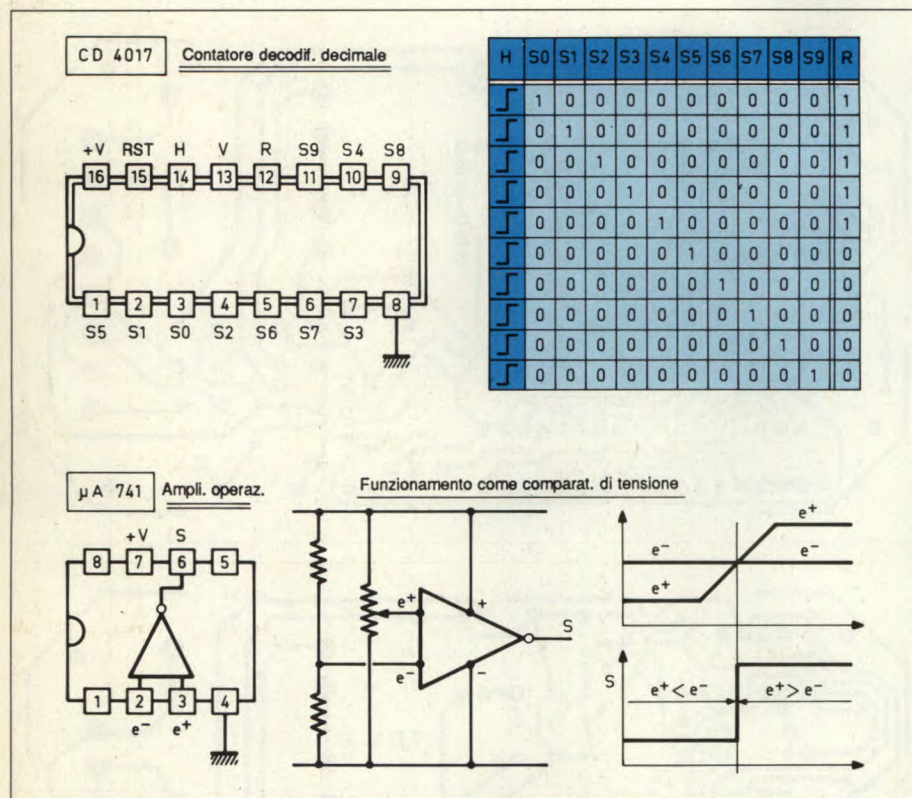 CD 4017 Contatore decodif. decimale
+V RST H V R S9 S4 S8
16 15 14 13 12 11 10 9
1 2 3 4 5 6 7 8
S5 S1 S0 S2 S6 S7 S3
H S0 S1 S2 S3 S4 S5 S6 S7 S8 S9 R
1 0 0 0 0 0 0 0 0 0 1
0 1 0 0 0 0 0 0 0 0 1
0 0 1 0 0 0 0 0 0 0 1
0 0 0 1 0 0 0 0 0 0 1
0 0 0 0 1 0 0 0 0 0 1
0 0 0 0 0 1 0 0 0 0 0
0 0 0 0 0 0 1 0 0 0 0
0 0 0 0 0 0 0 1 0 0 0
0 0 0 0 0 0 0 0 1 0 0
0 0 0 0 0 0 0 0 0 1 0
µA 741 Ampli. operaz.
+V S
8 7 6 5
1 2 3 4
e− e+
Funzionamento come comparat. di tensione
e+ +
S
e− −
e+
e− e−
e+
S
e+ < e− e+ > e−